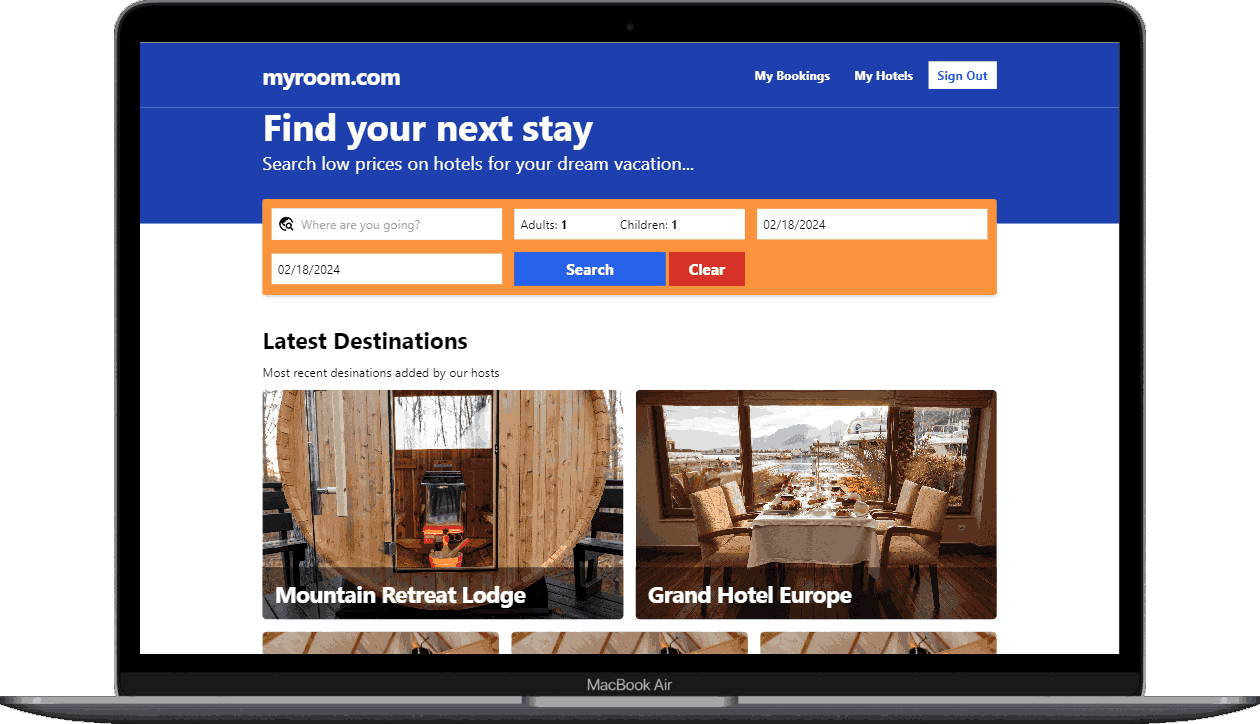 myroom.com
My Bookings
My Hotels
Sign Out
Find your next stay
Search low prices on hotels for your dream vacation...
Where are you going?
Adults: 1
Children: 1
02/18/2024
02/18/2024
Search
Clear
Latest Destinations
Most recent desinations added by our hosts
Mountain Retreat Lodge
Grand Hotel Europe
MacBook Air